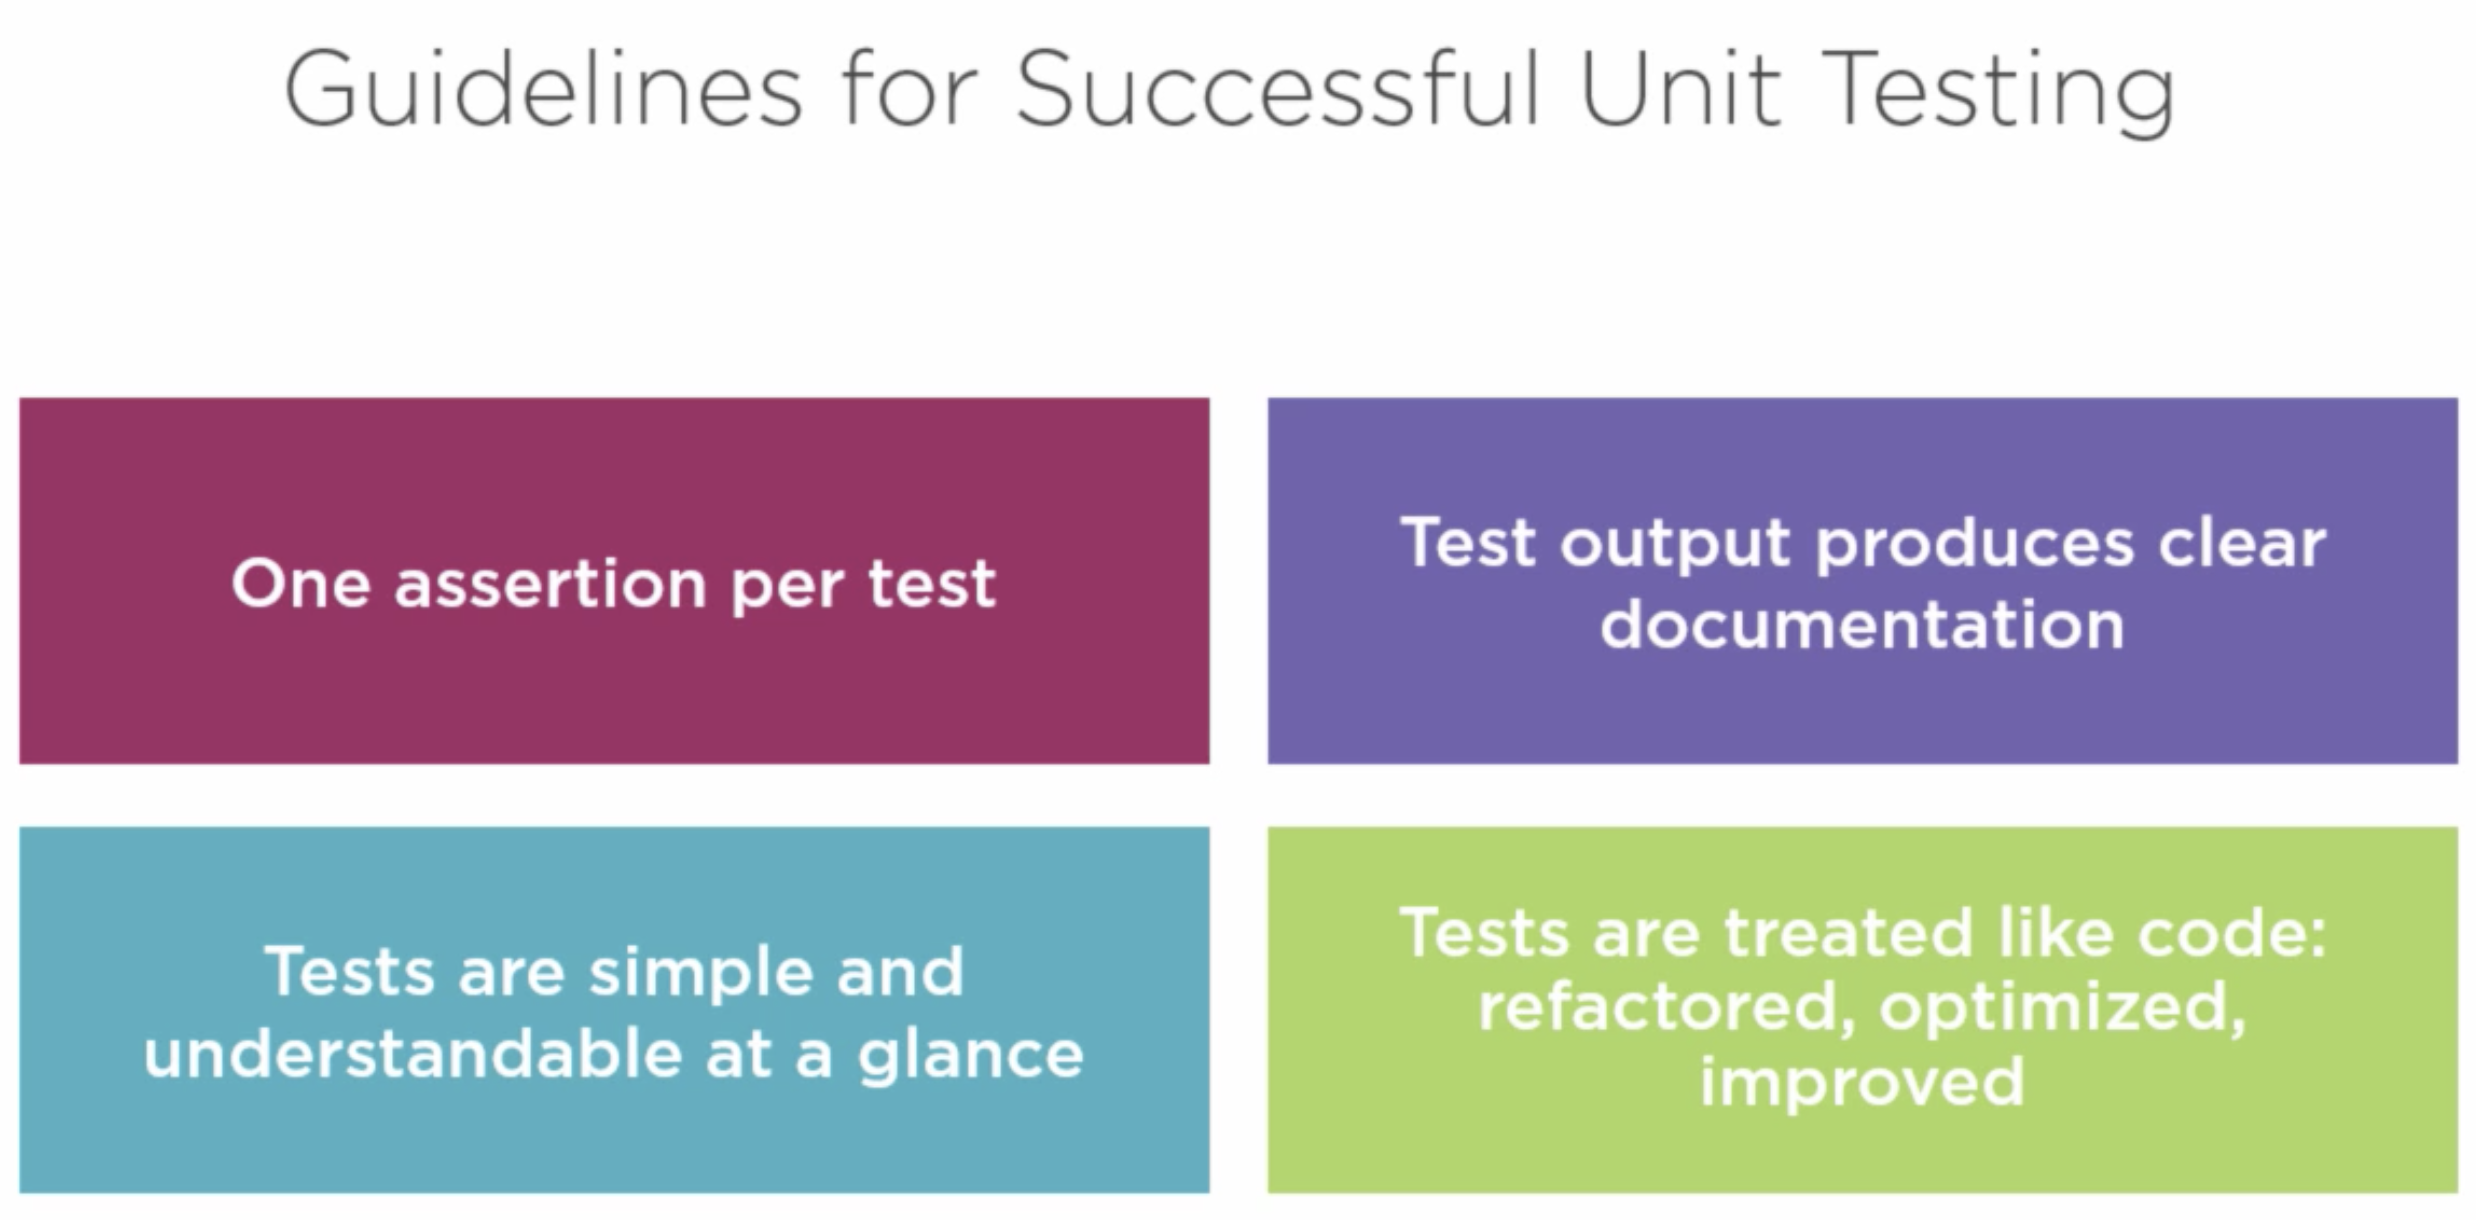 Guidelines for Successful Unit Testing
One assertion per test
Test output produces clear
documentation
Tests are simple and
understandable at a glance
Tests are treated like code:
refactored, optimized,
improved